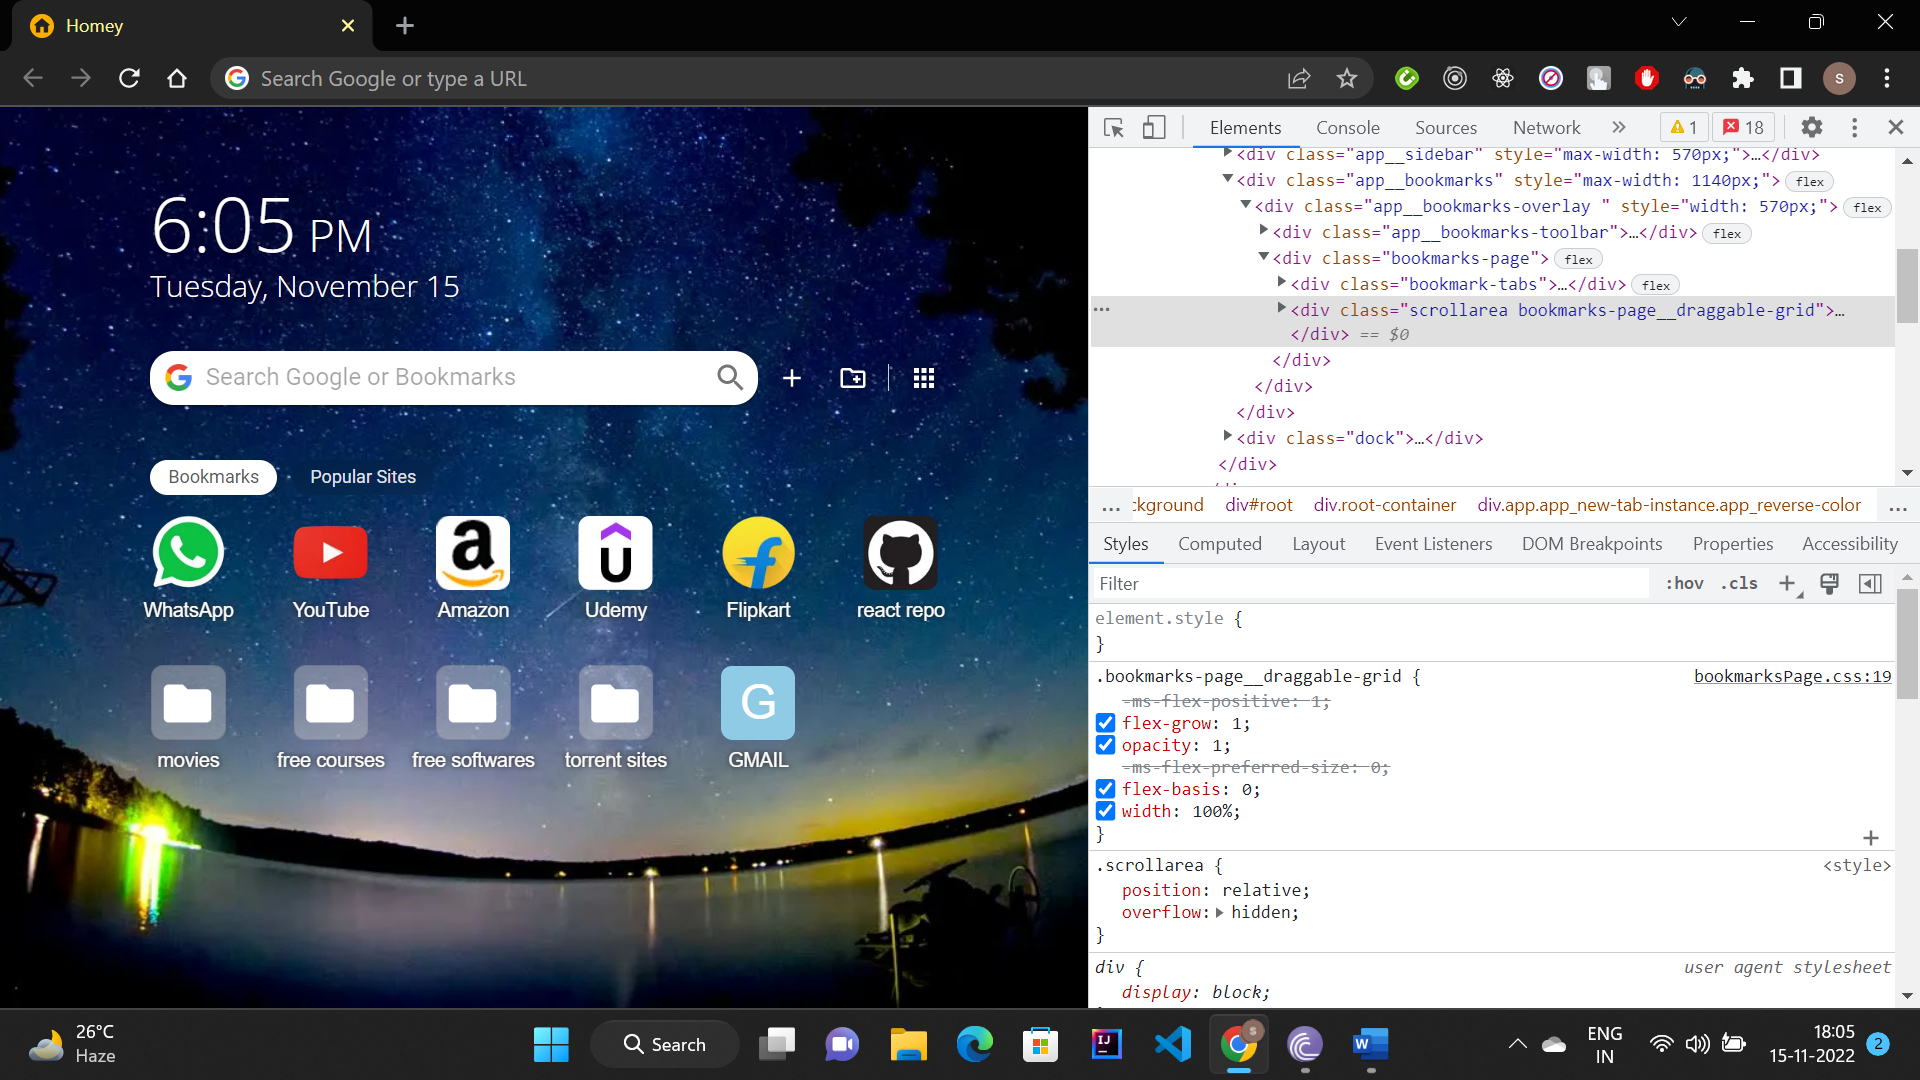 Homey
Search Google or type a URL
S
6:05 PM
Tuesday, November 15
Search Google or Bookmarks
Bookmarks
Popular Sites
WhatsApp
YouTube
Amazon
Udemy
Flipkart
react repo
movies
free courses
free softwares
torrent sites
G
GMAIL
Elements
Console
Sources
Network
1
18
<div class="app__sidebar" style="max-width: 570px;">…</div>
<div class="app__bookmarks" style="max-width: 1140px;"> flex
<div class="app__bookmarks-overlay " style="width: 570px;"> flex
<div class="app__bookmarks-toolbar">…</div> flex
<div class="bookmarks-page"> flex
<div class="bookmark-tabs">…</div> flex
<div class="scrollarea bookmarks-page__draggable-grid">…
</div> == $0
</div>
</div>
</div>
<div class="dock">…</div>
</div>
... ckground div#root div.root-container div.app.app_new-tab-instance.app_reverse-color ...
Styles
Computed
Layout
Event Listeners
DOM Breakpoints
Properties
Accessibility
Filter
:hov .cls
element.style {
}
.bookmarks-page__draggable-grid { bookmarksPage.css:19
-ms-flex-positive: 1;
flex-grow: 1;
opacity: 1;
-ms-flex-preferred-size: 0;
flex-basis: 0;
width: 100%;
}
.scrollarea { <style>
position: relative;
overflow: hidden;
}
div { user agent stylesheet
display: block;
26°C
Haze
Search
IJ
W
S
ENG
IN
18:05
15-11-2022
2